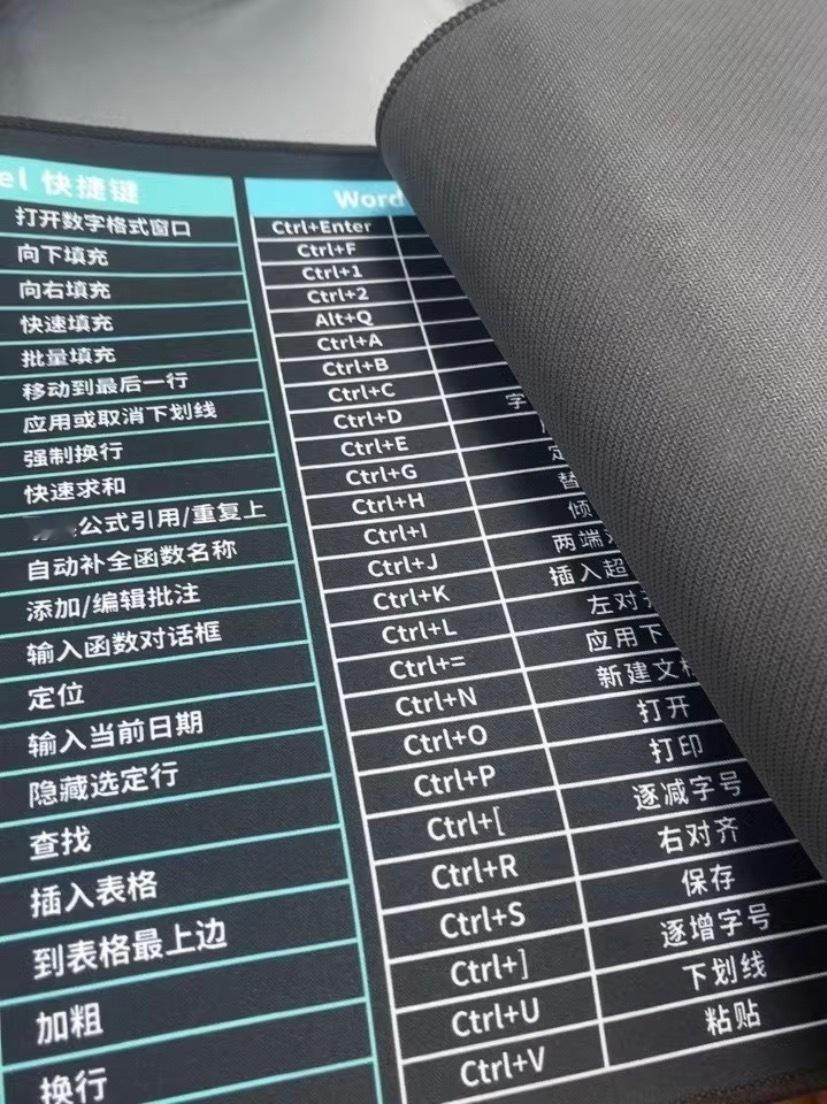 el 快捷键
打开数字格式窗口
向下填充
向右填充
快速填充
批量填充
移动到最后一行
应用或取消下划线
强制换行
快速求和
公式引用/重复上
自动补全函数名称
添加/编辑批注
输入函数对话框
定位
输入当前日期
隐藏选定行
查找
插入表格
到表格最上边
加粗
换行
Word
Ctrl+Enter
Ctrl+F
Ctrl+1
Ctrl+2
Alt+Q
Ctrl+A
Ctrl+B
Ctrl+C
Ctrl+D 字
Ctrl+E
Ctrl+G 定
Ctrl+H 替
Ctrl+I 倾
Ctrl+J 两端
Ctrl+K 插入超
Ctrl+L 左对
Ctrl+= 应用下
Ctrl+N 新建文
Ctrl+O 打开
Ctrl+P 打印
Ctrl+[ 逐减字号
Ctrl+R 右对齐
Ctrl+S 保存
Ctrl+] 逐增字号
Ctrl+U 下划线
Ctrl+V 粘贴